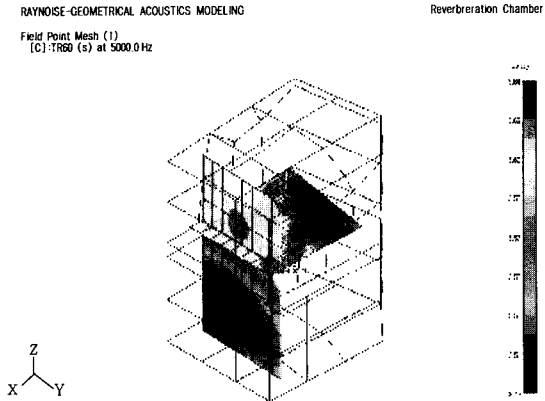 RAYNOISE-GEOMETRICAL ACOUSTICS MODELING
Reverbreration Chamber
Field Point Mesh (1)
[C]:TR60 (s) at 5000.0 Hz
Z
X
Y